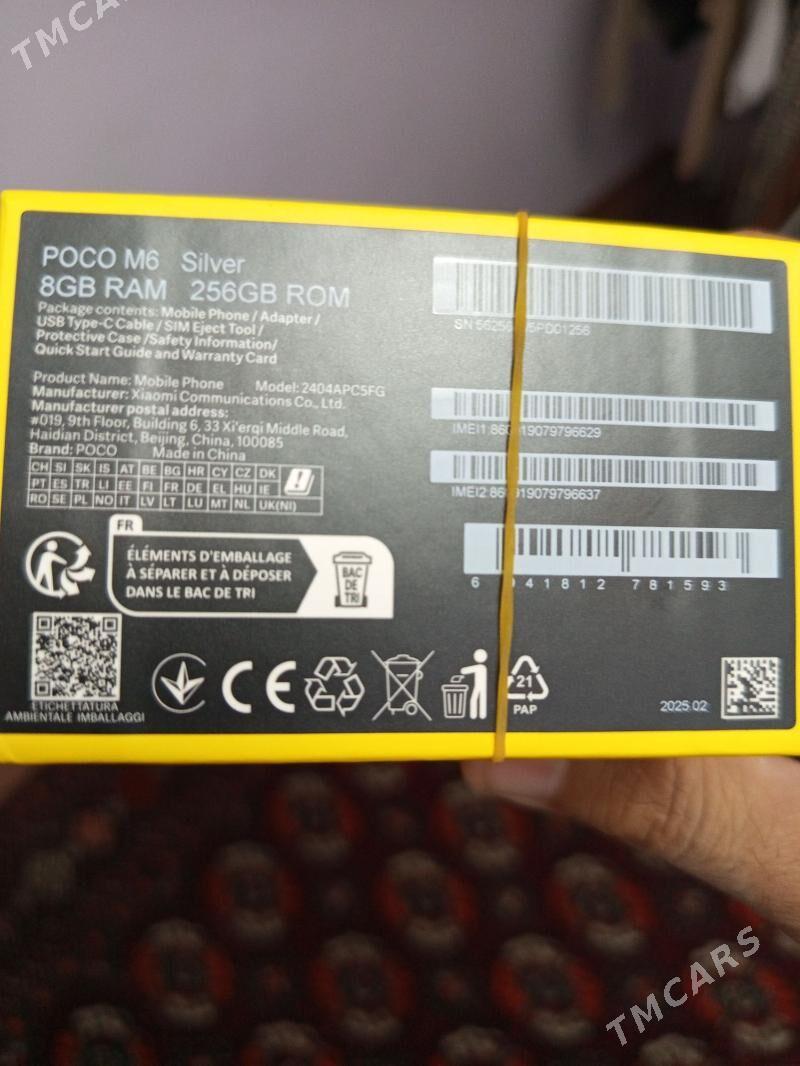 TMCARS
POCO M6 Silver
8GB RAM 256GB ROM
Package contents: Mobile Phone / Adapter /
USB Type-C Cable / SIM Eject Tool /
Protective Case /Safety Information/
Quick Start Guide and Warranty Card
Product Name: Mobile Phone Model: 2404APC5FG
Manufacturer: Xiaomi Communications Co., Ltd.
Manufacturer postal address:
#019, 9th Floor, Building 6, 33 Xi'erqi Middle Road,
Haidian District, Beijing, China, 100085
Brand: POCO Made in China
CH SI SK IS AT BE BG HR CY CZ DK
PT ES TR LI EE FI FR DE EL HU IE
RO SE PL NO IT LV LT LU MT NL UK(NI)
FR
ÉLÉMENTS D'EMBALLAGE
À SÉPARER ET À DÉPOSER
DANS LE BAC DE TRI
BAC
DE
TRI
ETICHETTATURA
AMBIENTALE IMBALLAGGI
CE
21
PAP
SN
IMEI1:
IMEI2:
781593
2025.02
TMCARS